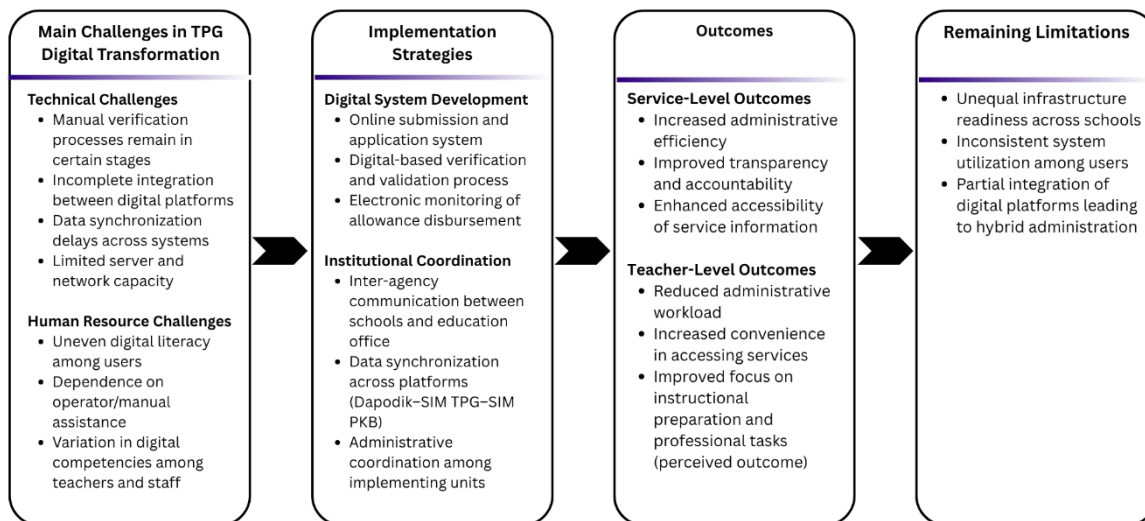 Main Challenges in TPG
Digital Transformation
Technical Challenges
• Manual verification
processes remain in
certain stages
• Incomplete integration
between digital platforms
• Data synchronization
delays across systems
• Limited server and
network capacity
Human Resource Challenges
• Uneven digital literacy
among users
• Dependence on
operator/manual
assistance
• Variation in digital
competencies among
teachers and staff
Implementation
Strategies
Digital System Development
• Online submission and
application system
• Digital-based verification
and validation process
• Electronic monitoring of
allowance disbursement
Institutional Coordination
• Inter-agency
communication between
schools and education
office
• Data synchronization
across platforms
(Dapodik–SIM TPG–SIM
PKB)
• Administrative
coordination among
implementing units
Outcomes
Service-Level Outcomes
• Increased administrative
efficiency
• Improved transparency
and accountability
• Enhanced accessibility
of service information
Teacher-Level Outcomes
• Reduced administrative
workload
• Increased convenience
in accessing services
• Improved focus on
instructional
preparation and
professional tasks
(perceived outcome)
Remaining Limitations
• Unequal infrastructure
readiness across schools
• Inconsistent system
utilization among users
• Partial integration of
digital platforms leading
to hybrid administration